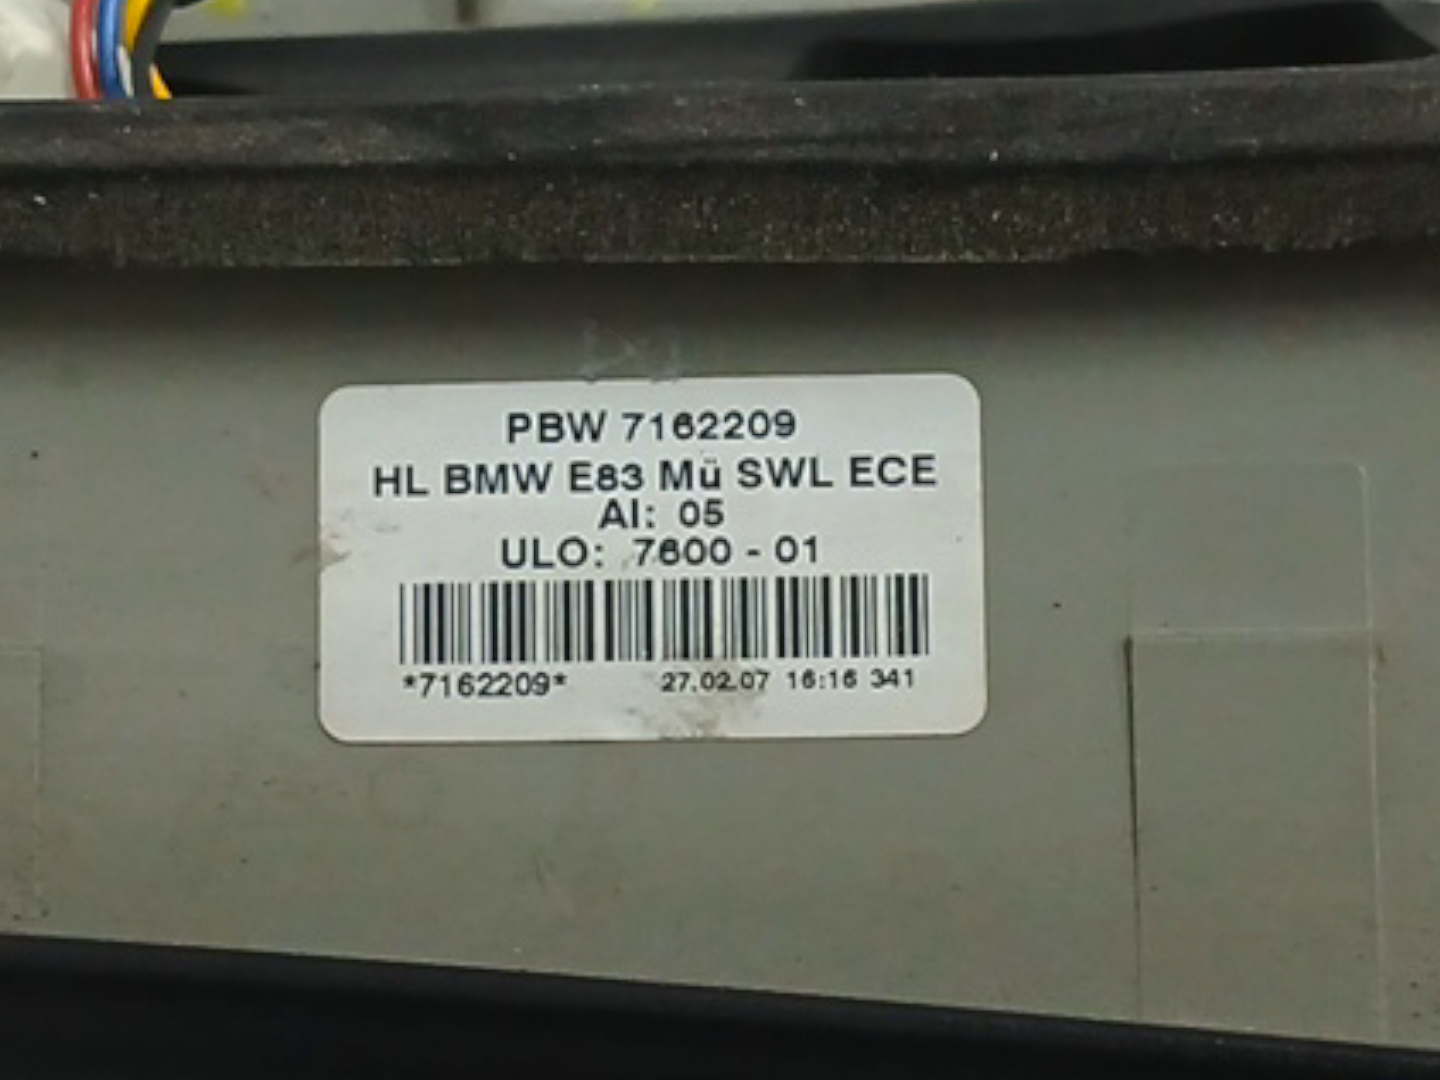 PBW 7162209
HL BMW E83 Mü SWL ECE
AI: 05
ULO: 7600 - 01
*7162209* 27.02.07 16:16 341